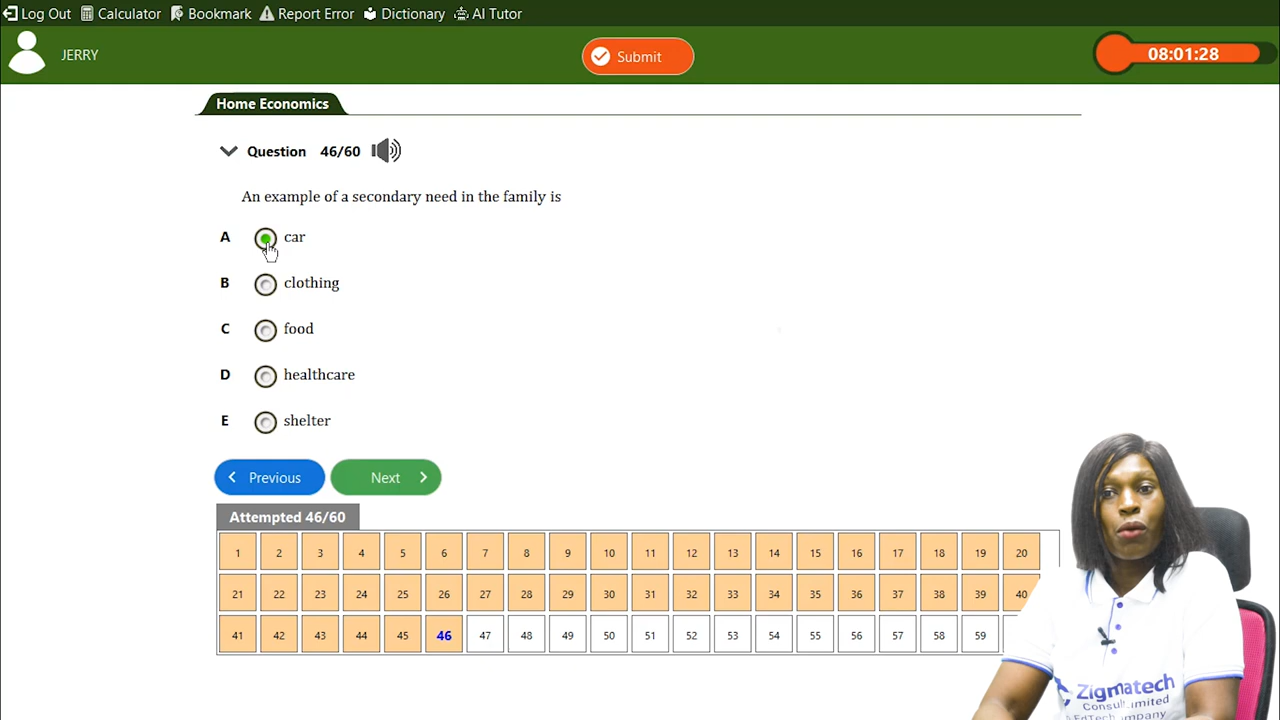 Log Out Calculator Bookmark Report Error Dictionary AI Tutor
JERRY
Submit
08:01:28
Home Economics
Question 46/60
An example of a secondary need in the family is
A car
B clothing
C food
D healthcare
E shelter
Previous
Next
Attempted 46/60
1 2 3 4 5 6 7 8 9 10 11 12 13 14 15 16 17 18 19 20
21 22 23 24 25 26 27 28 29 30 31 32 33 34 35 36 37 38 39 40
41 42 43 44 45 46 47 48 49 50 51 52 53 54 55 56 57 58 59
Zigmatech
Consult Limited